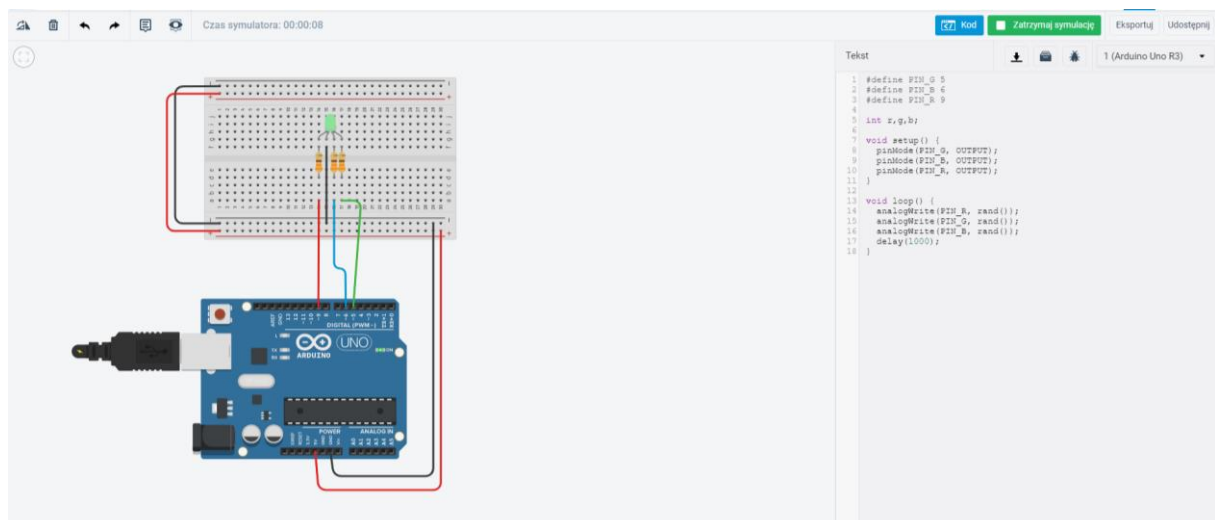 Czas symulatora: 00:00:08
Kod
Zatrzymaj symulację
Eksportuj
Udostępnij
Tekst
1 (Arduino Uno R3)
1 #define PIN_G 5
2 #define PIN_B 6
3 #define PIN_R 9
4
5 int r,g,b;
6
7 void setup() {
8 pinMode(PIN_G, OUTPUT);
9 pinMode(PIN_B, OUTPUT);
10 pinMode(PIN_R, OUTPUT);
11 }
12
13 void loop() {
14 analogWrite(PIN_R, rand());
15 analogWrite(PIN_G, rand());
16 analogWrite(PIN_B, rand());
17 delay(1000);
18 }
DIGITAL (PWM~)
UNO
ARDUINO
POWER
ANALOG IN